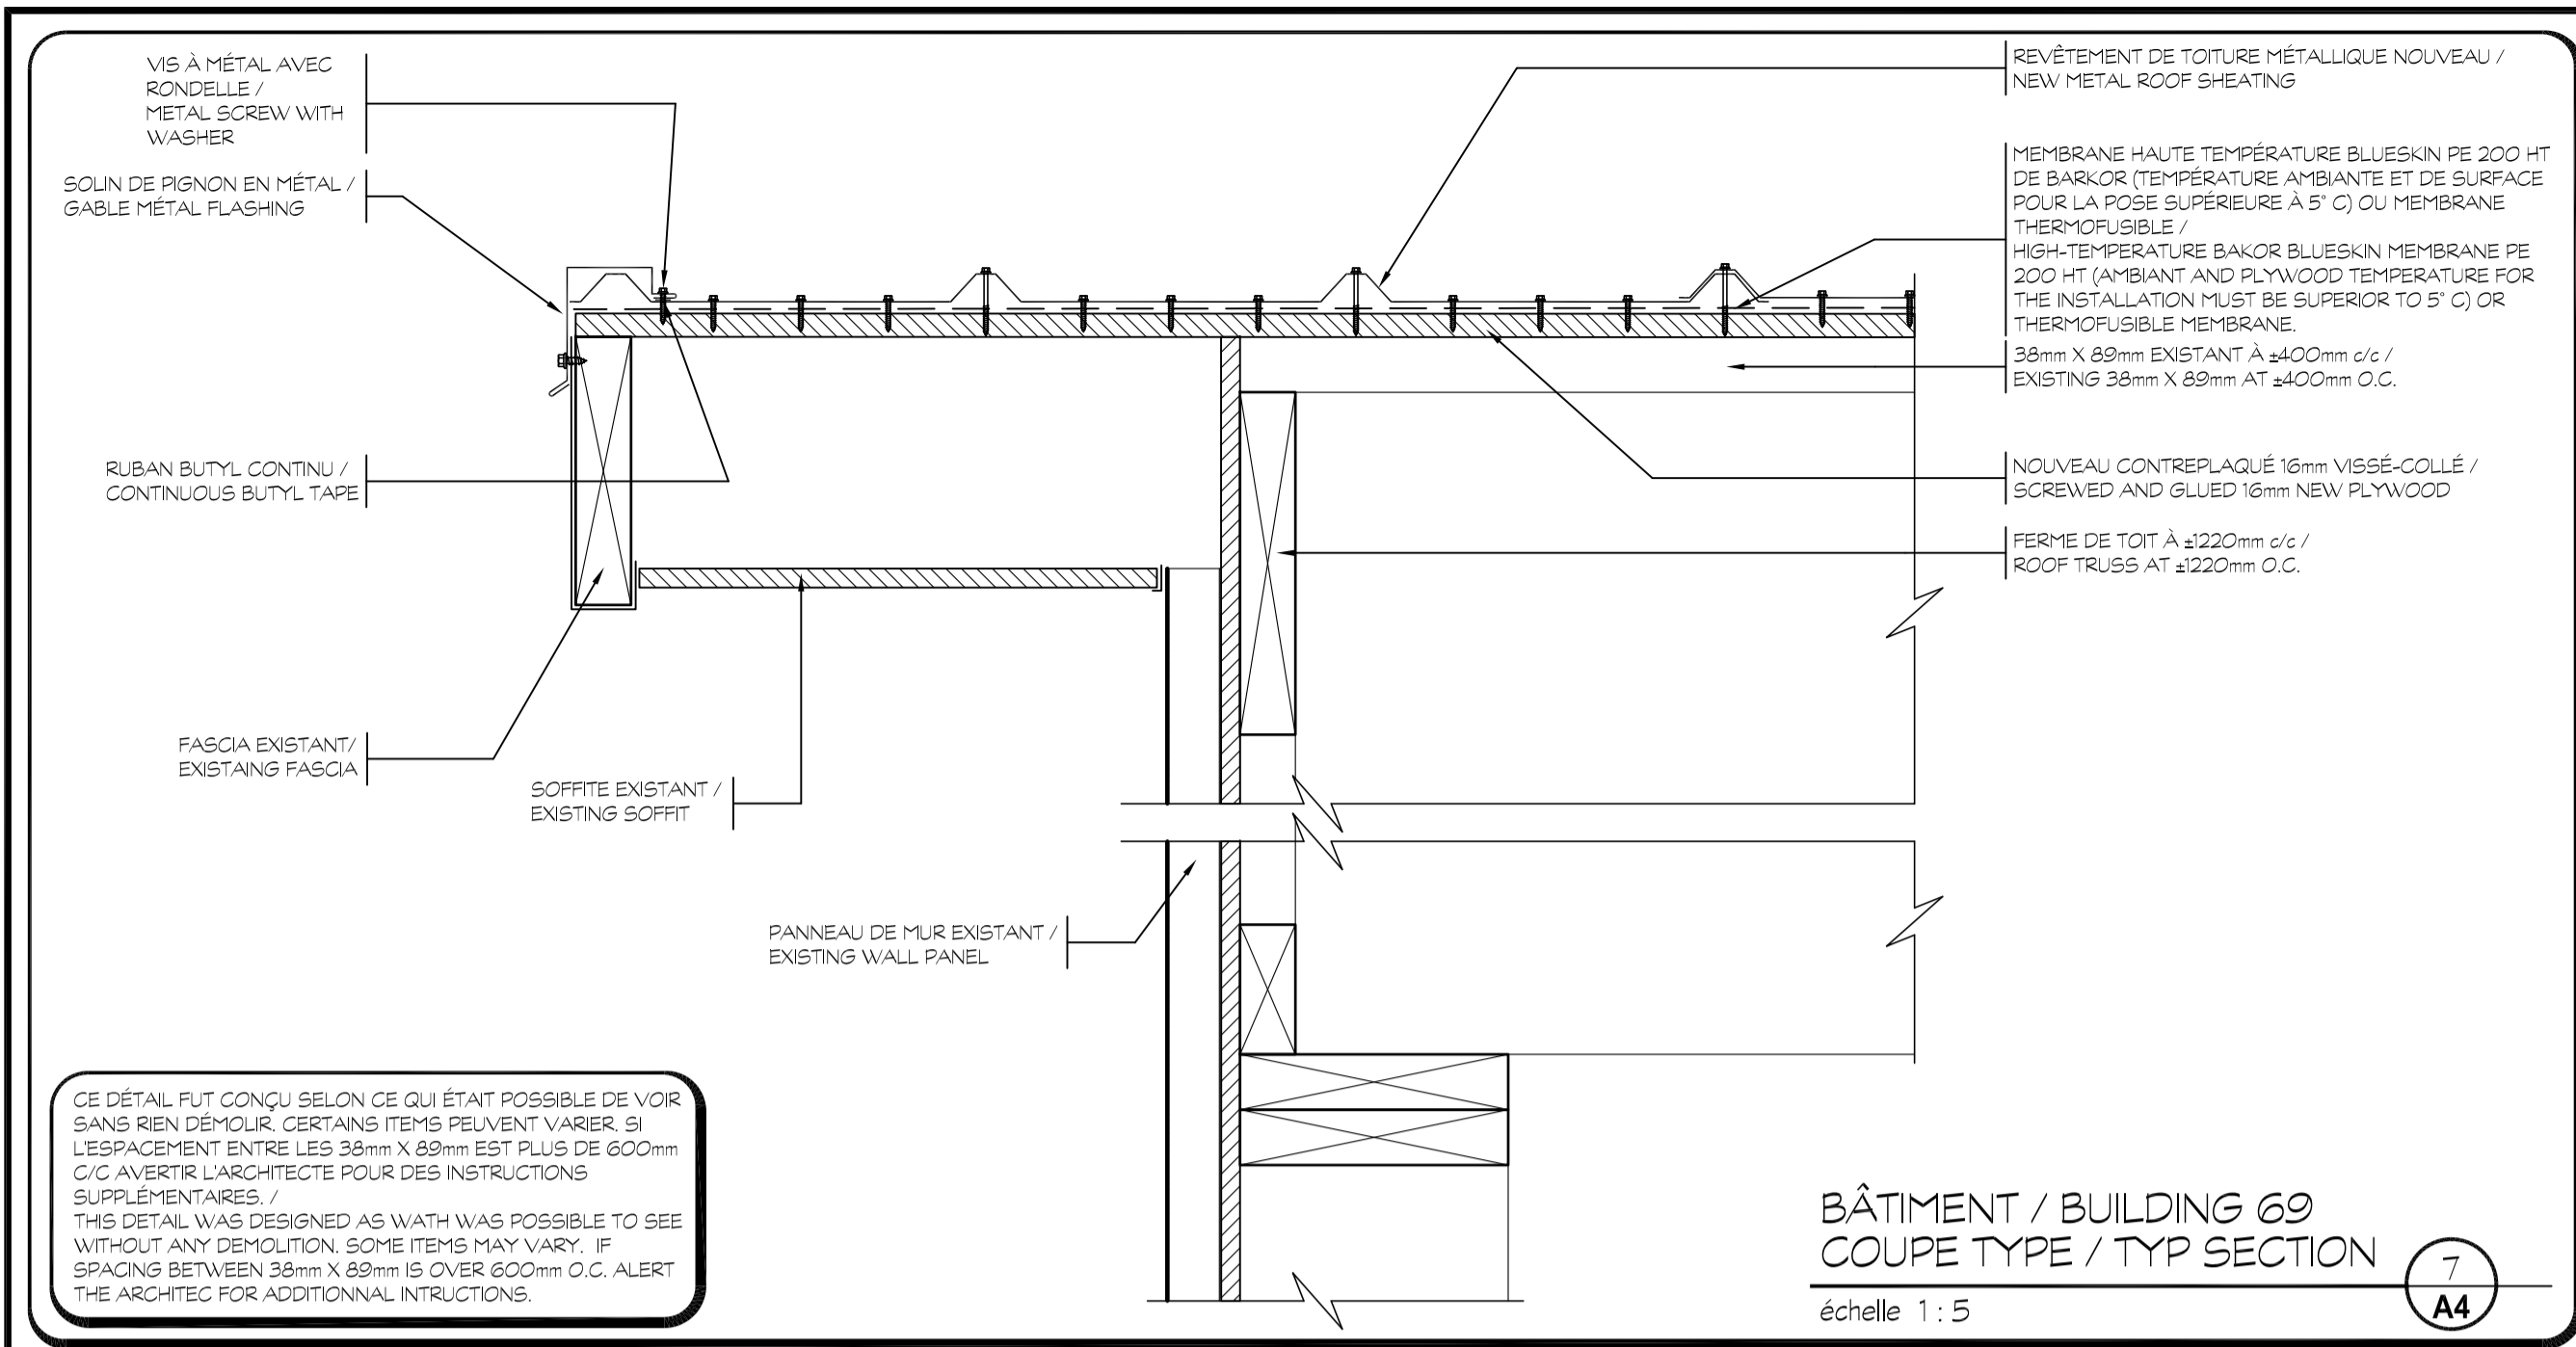 VIS À MÉTAL AVEC
RONDELLE /
METAL SCREW WITH
WASHER
SOLIN DE PIGNON EN MÉTAL /
GABLE MÉTAL FLASHING
RUBAN BUTYL CONTINU /
CONTINUOUS BUTYL TAPE
FASCIA EXISTANT/
EXISTAING FASCIA
SOFFITE EXISTANT /
EXISTING SOFFIT
PANNEAU DE MUR EXISTANT /
EXISTING WALL PANEL
REVÊTEMENT DE TOITURE MÉTALLIQUE NOUVEAU /
NEW METAL ROOF SHEATING
MEMBRANE HAUTE TEMPÉRATURE BLUESKIN PE 200 HT
DE BARKOR (TEMPÉRATURE AMBIANTE ET DE SURFACE
POUR LA POSE SUPÉRIEURE À 5° C) OU MEMBRANE
THERMOFUSIBLE /
HIGH-TEMPERATURE BAKOR BLUESKIN MEMBRANE PE
200 HT (AMBIANT AND PLYWOOD TEMPERATURE FOR
THE INSTALLATION MUST BE SUPERIOR TO 5° C) OR
THERMOFUSIBLE MEMBRANE.
38mm X 89mm EXISTANT À ±400mm c/c /
EXISTING 38mm X 89mm AT ±400mm O.C.
NOUVEAU CONTREPLAQUÉ 16mm VISSÉ-COLLÉ /
SCREWED AND GLUED 16mm NEW PLYWOOD
FERME DE TOIT À ±1220mm c/c /
ROOF TRUSS AT ±1220mm O.C.
CE DÉTAIL FUT CONÇU SELON CE QUI ÉTAIT POSSIBLE DE VOIR
SANS RIEN DÉMOLIR. CERTAINS ITEMS PEUVENT VARIER. SI
L'ESPACEMENT ENTRE LES 38mm X 89mm EST PLUS DE 600mm
C/C AVERTIR L'ARCHITECTE POUR DES INSTRUCTIONS
SUPPLÉMENTAIRES. /
THIS DETAIL WAS DESIGNED AS WATH WAS POSSIBLE TO SEE
WITHOUT ANY DEMOLITION. SOME ITEMS MAY VARY. IF
SPACING BETWEEN 38mm X 89mm IS OVER 600mm O.C. ALERT
THE ARCHITEC FOR ADDITIONNAL INTRUCTIONS.
BÂTIMENT / BUILDING 69
COUPE TYPE / TYP SECTION
échelle 1 : 5
7
A4